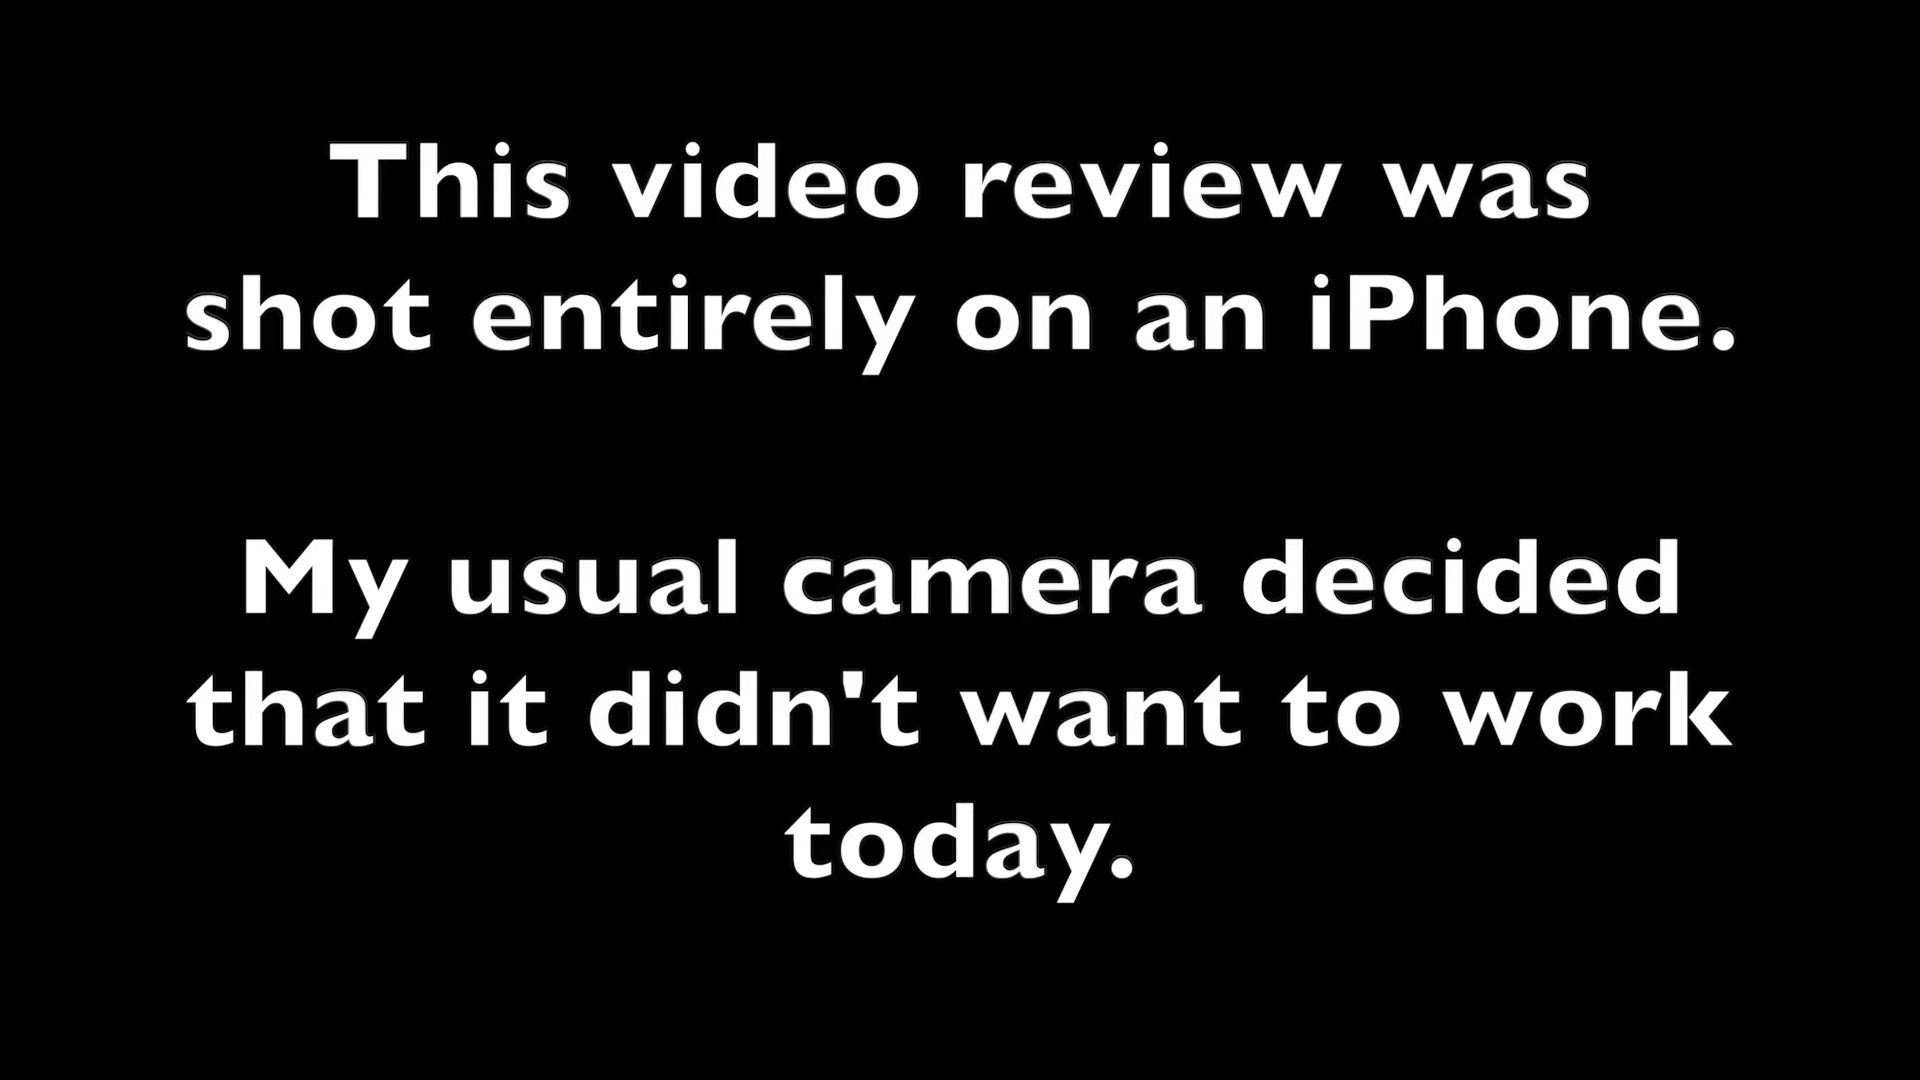 This video review was
shot entirely on an iPhone.
My usual camera decided
that it didn't want to work
today.